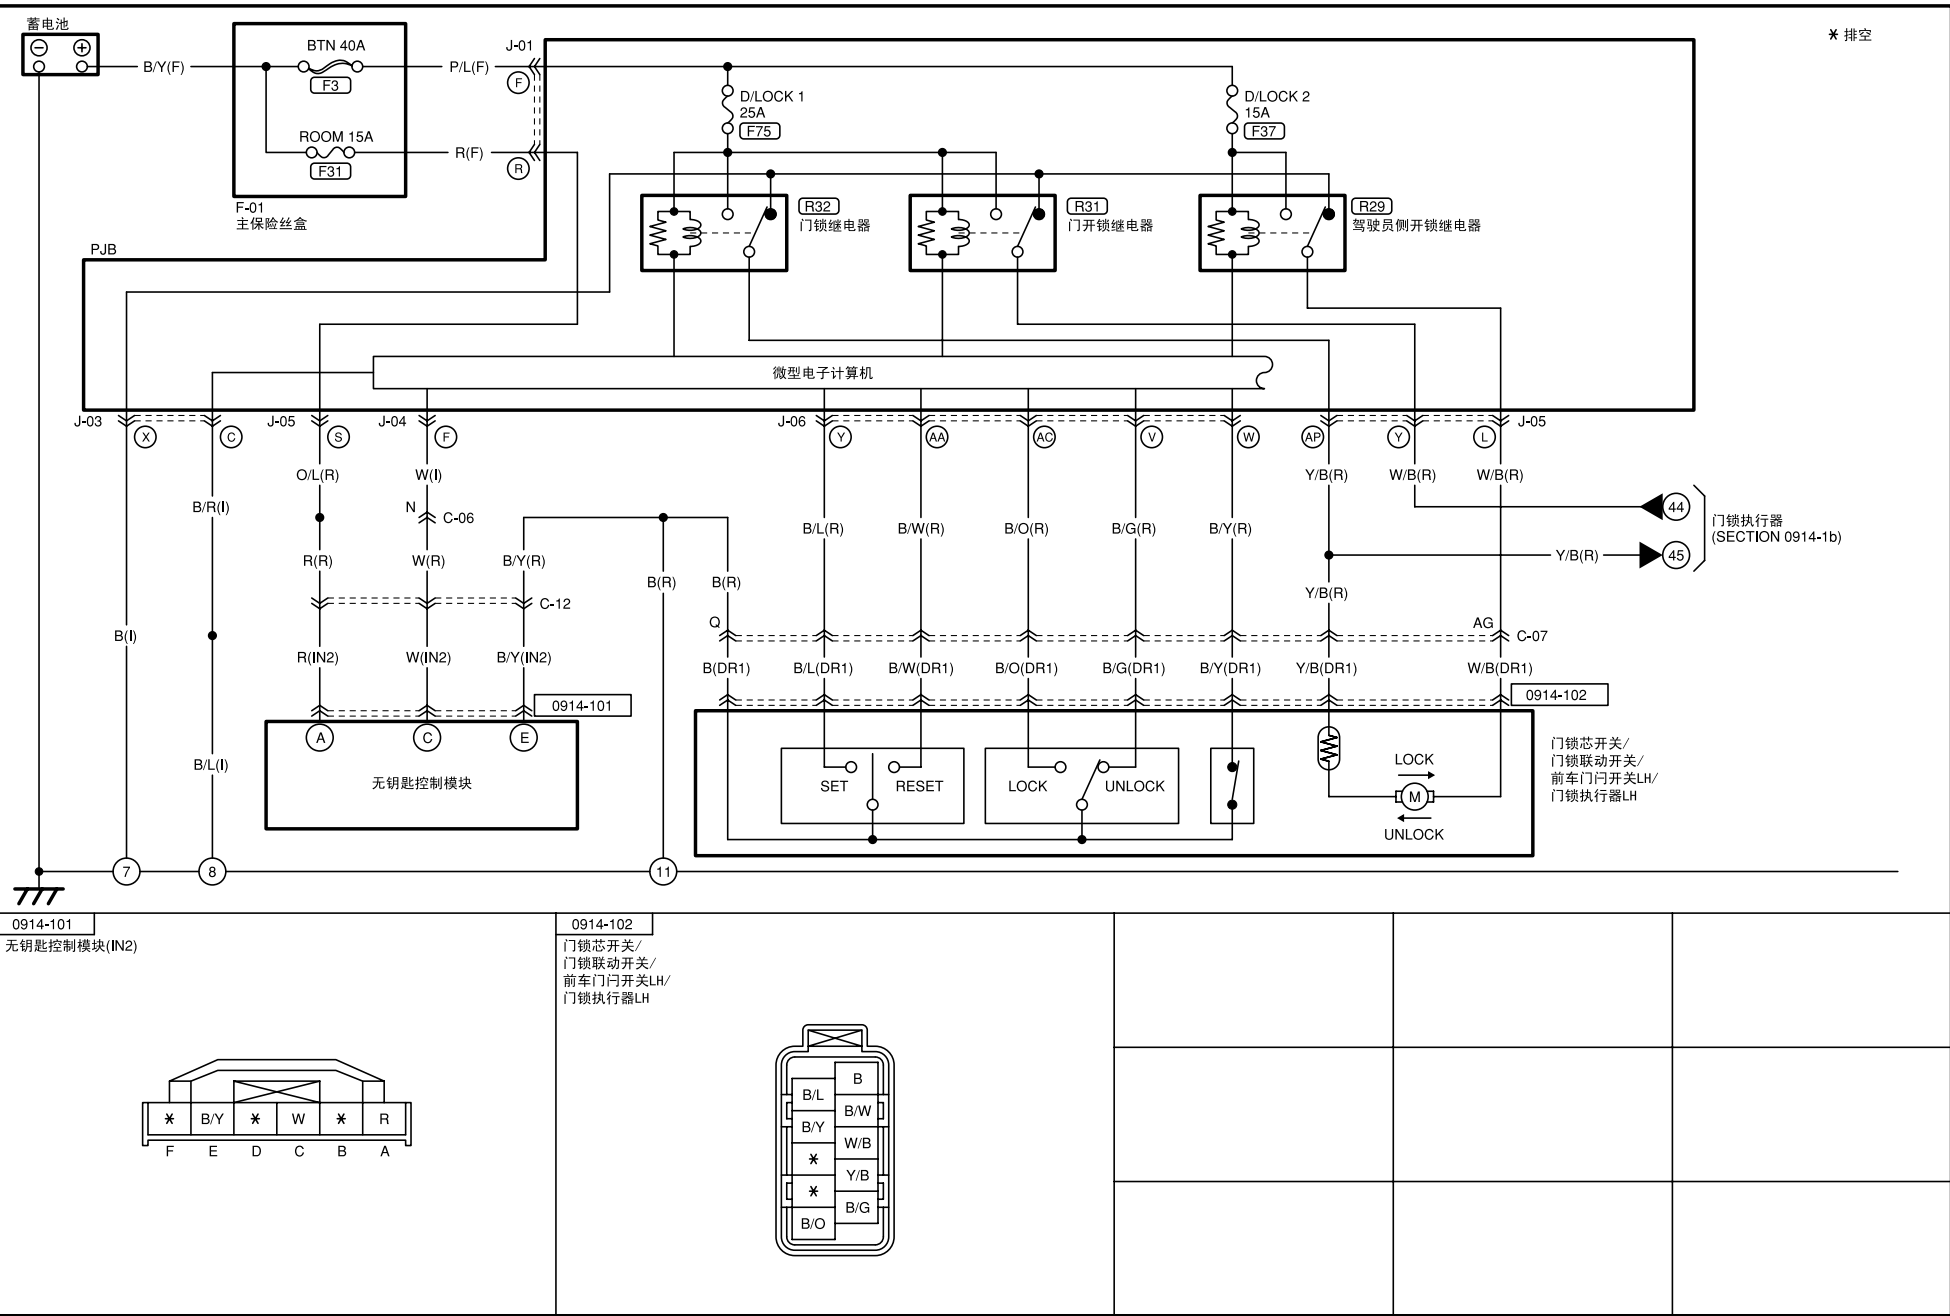 蓄电池
✱ 排空
BTN 40A
F3
B/Y(F)
P/L(F)
J-01
F
ROOM 15A
F31
R(F)
R
F-01
主保险丝盒
D/LOCK 1
25A
F75
D/LOCK 2
15A
F37
PJB
R32
门锁继电器
R31
门开锁继电器
R29
驾驶员侧开锁继电器
微型电子计算机
J-03
X
C
J-05
S
J-04
F
J-06
Y
AA
AC
V
W
AP
Y
L
J-05
O/L(R)
W(I)
Y/B(R)
W/B(R)
W/B(R)
B/R(I)
N
C-06
44
B/L(R)
B/W(R)
B/O(R)
B/G(R)
B/Y(R)
门锁执行器
(SECTION 0914-1b)
R(R)
W(R)
B/Y(R)
Y/B(R)
45
B(R)
B(R)
Y/B(R)
C-12
B(I)
Q
AG
C-07
R(IN2)
W(IN2)
B/Y(IN2)
B(DR1)
B/L(DR1)
B/W(DR1)
B/O(DR1)
B/G(DR1)
B/Y(DR1)
Y/B(DR1)
W/B(DR1)
0914-101
0914-102
A
C
E
B/L(I)
无钥匙控制模块
SET
RESET
LOCK
UNLOCK
LOCK
M
UNLOCK
门锁芯开关/
门锁联动开关/
前车门闩开关LH/
门锁执行器LH
7
8
11
0914-101
无钥匙控制模块(IN2)
✱
B/Y
✱
W
✱
R
F
E
D
C
B
A
0914-102
门锁芯开关/
门锁联动开关/
前车门闩开关LH/
门锁执行器LH
B
B/L
B/W
B/Y
W/B
✱
Y/B
✱
B/G
B/O